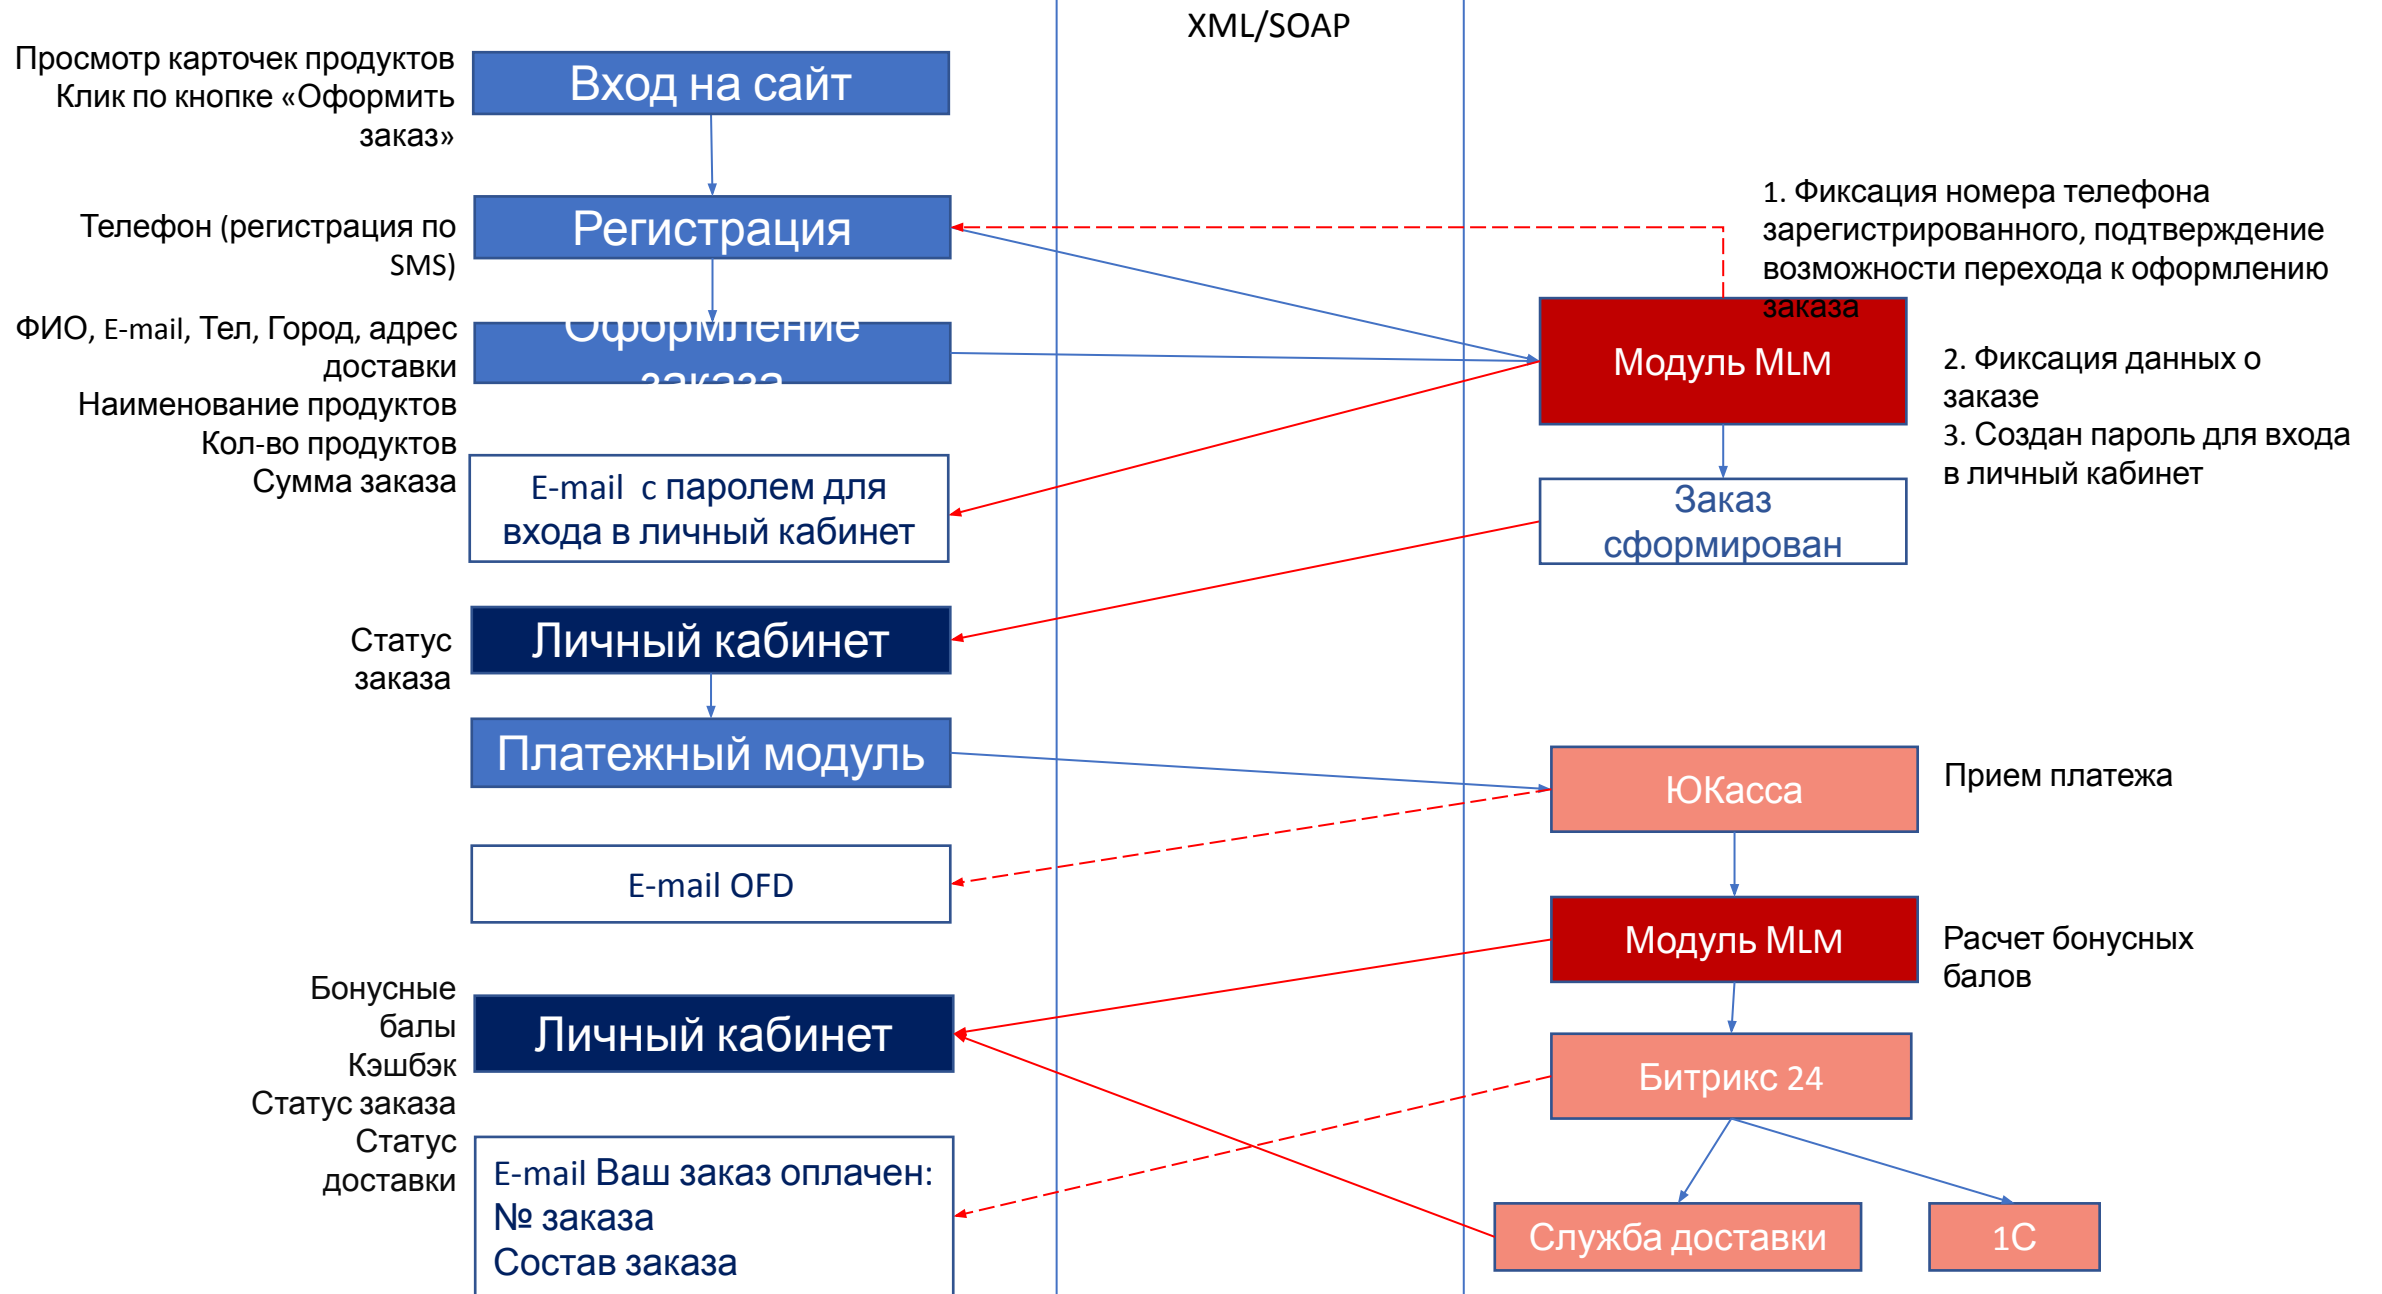 XML/SOAP
Просмотр карточек продуктов
Клик по кнопке «Оформить
заказ»
Вход на сайт
Телефон (регистрация по
SMS)
Регистрация
1. Фиксация номера телефона
зарегистрированного, подтверждение
возможности перехода к оформлению
заказа
ФИО, E-mail, Тел, Город, адрес
доставки
Наименование продуктов
Кол-во продуктов
Сумма заказа
Оформление
заказа
Модуль MLM
2. Фиксация данных о
заказе
3. Создан пароль для входа
в личный кабинет
E-mail с паролем для
входа в личный кабинет
Заказ
сформирован
Статус
заказа
Личный кабинет
Платежный модуль
ЮКасса
Прием платежа
E-mail OFD
Модуль MLM
Расчет бонусных
балов
Бонусные
балы
Кэшбэк
Статус заказа
Статус
доставки
Личный кабинет
Битрикс 24
E-mail Ваш заказ оплачен:
№ заказа
Состав заказа
Служба доставки
1С